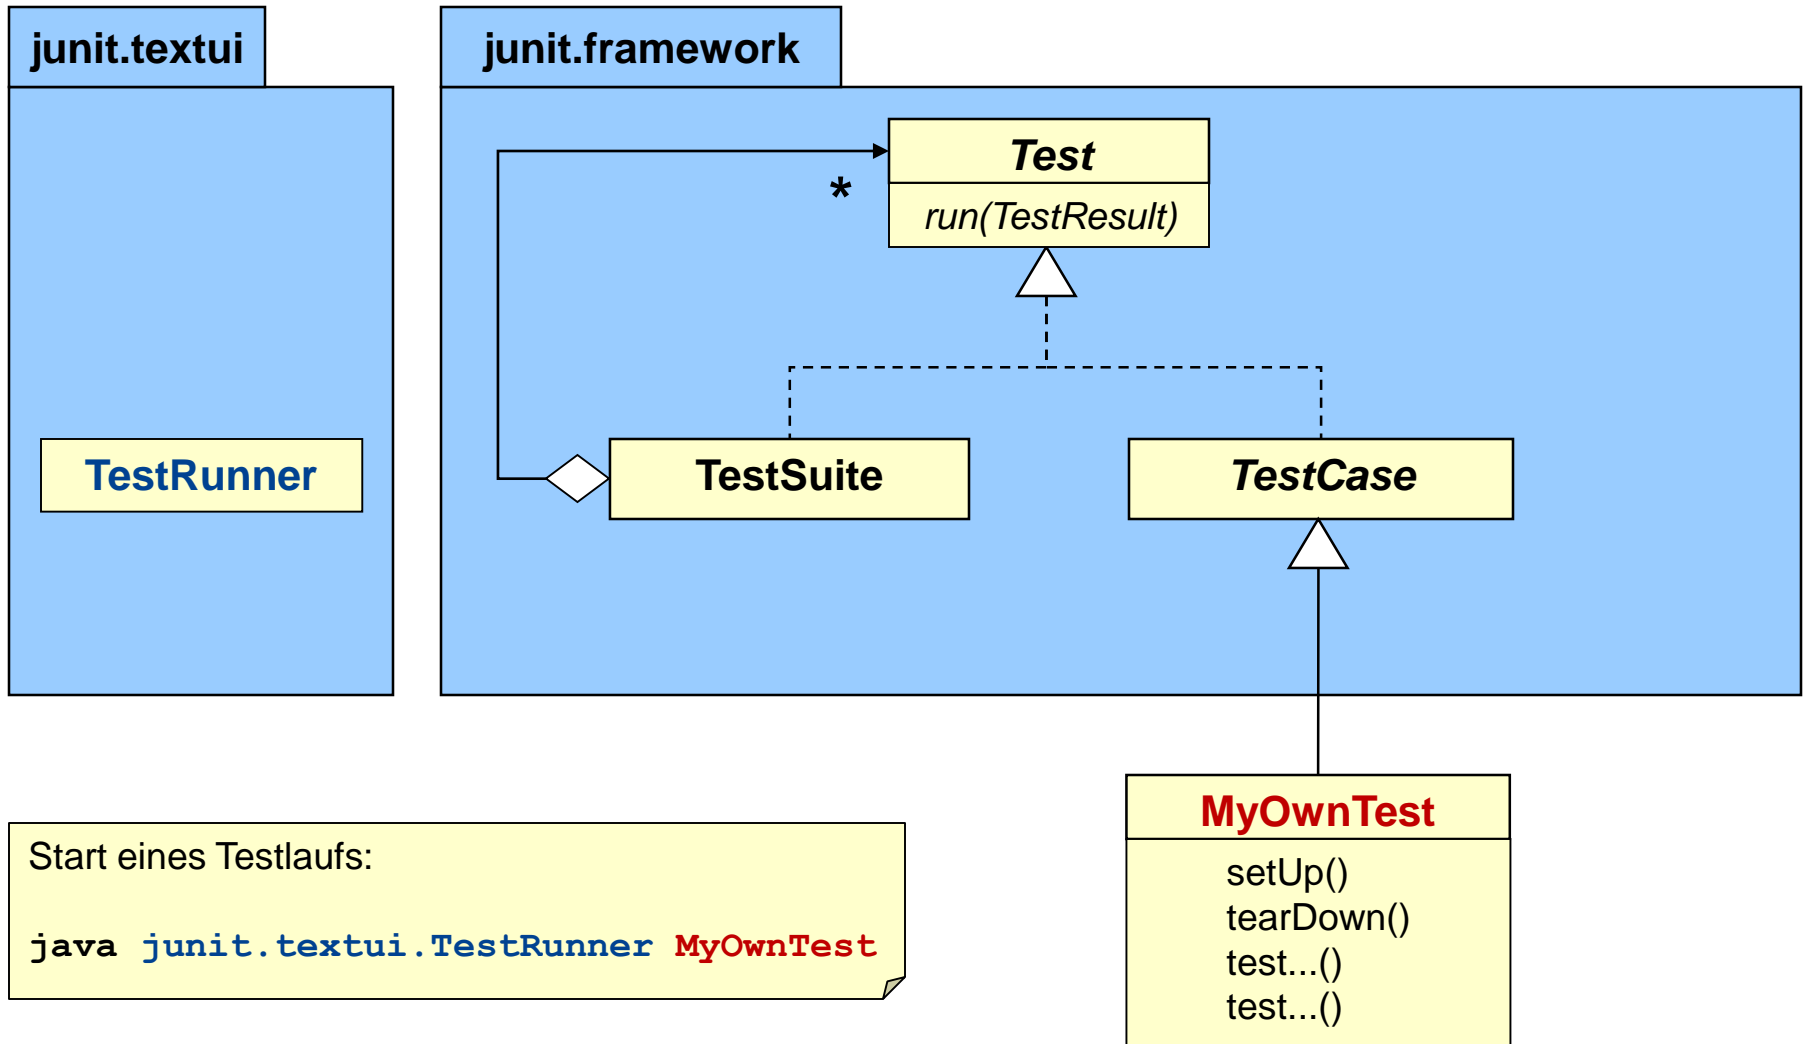 junit.textui
junit.framework
Test
*
run(TestResult)
TestRunner
TestSuite
TestCase
MyOwnTest
setUp()
tearDown()
test...()
test...()
Start eines Testlaufs:
java junit.textui.TestRunner MyOwnTest